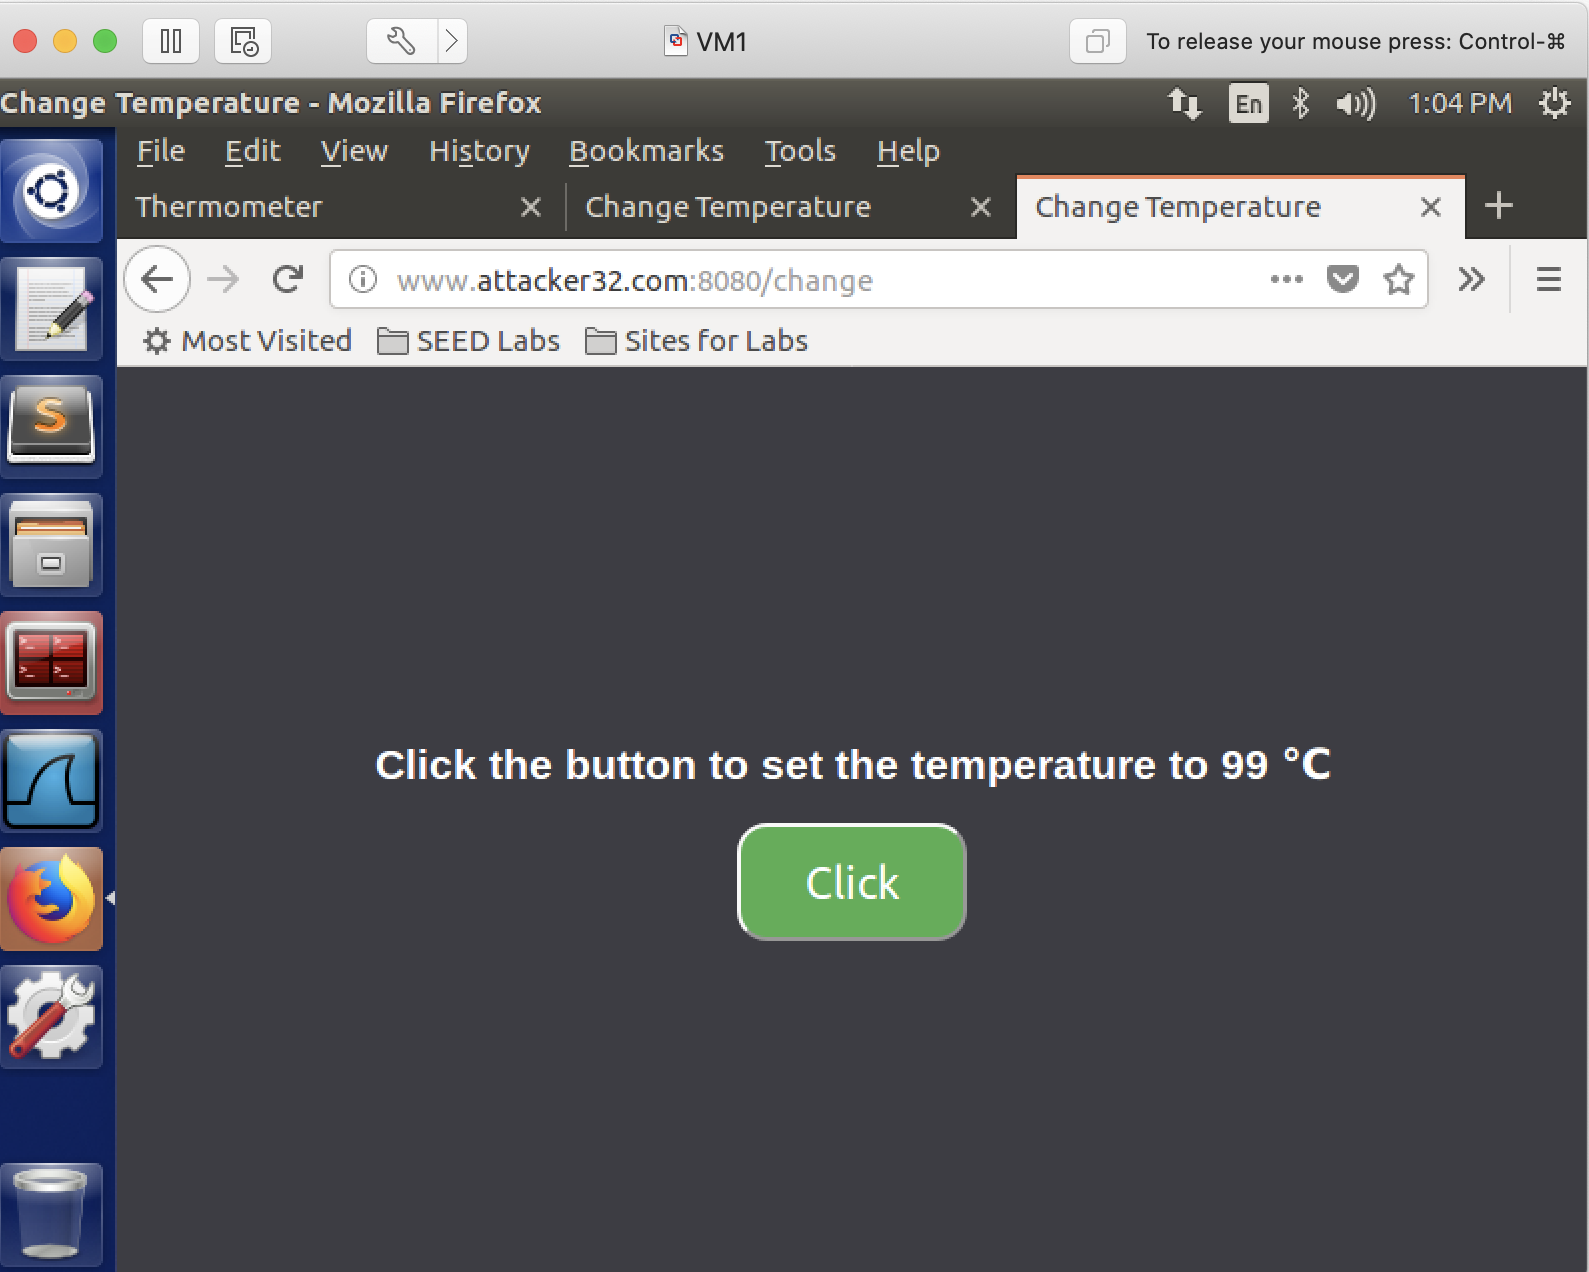 VM1
To release your mouse press: Control-⌘
Change Temperature - Mozilla Firefox
En
1:04 PM
File Edit View History Bookmarks Tools Help
Thermometer
Change Temperature
Change Temperature
www.attacker32.com:8080/change
Most Visited
SEED Labs
Sites for Labs
Click the button to set the temperature to 99 °C
Click